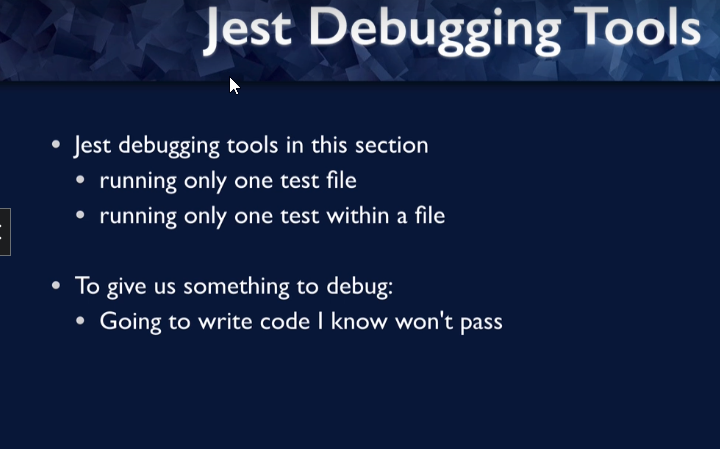 Jest Debugging Tools
• Jest debugging tools in this section
• running only one test file
• running only one test within a file
• To give us something to debug:
• Going to write code I know won't pass